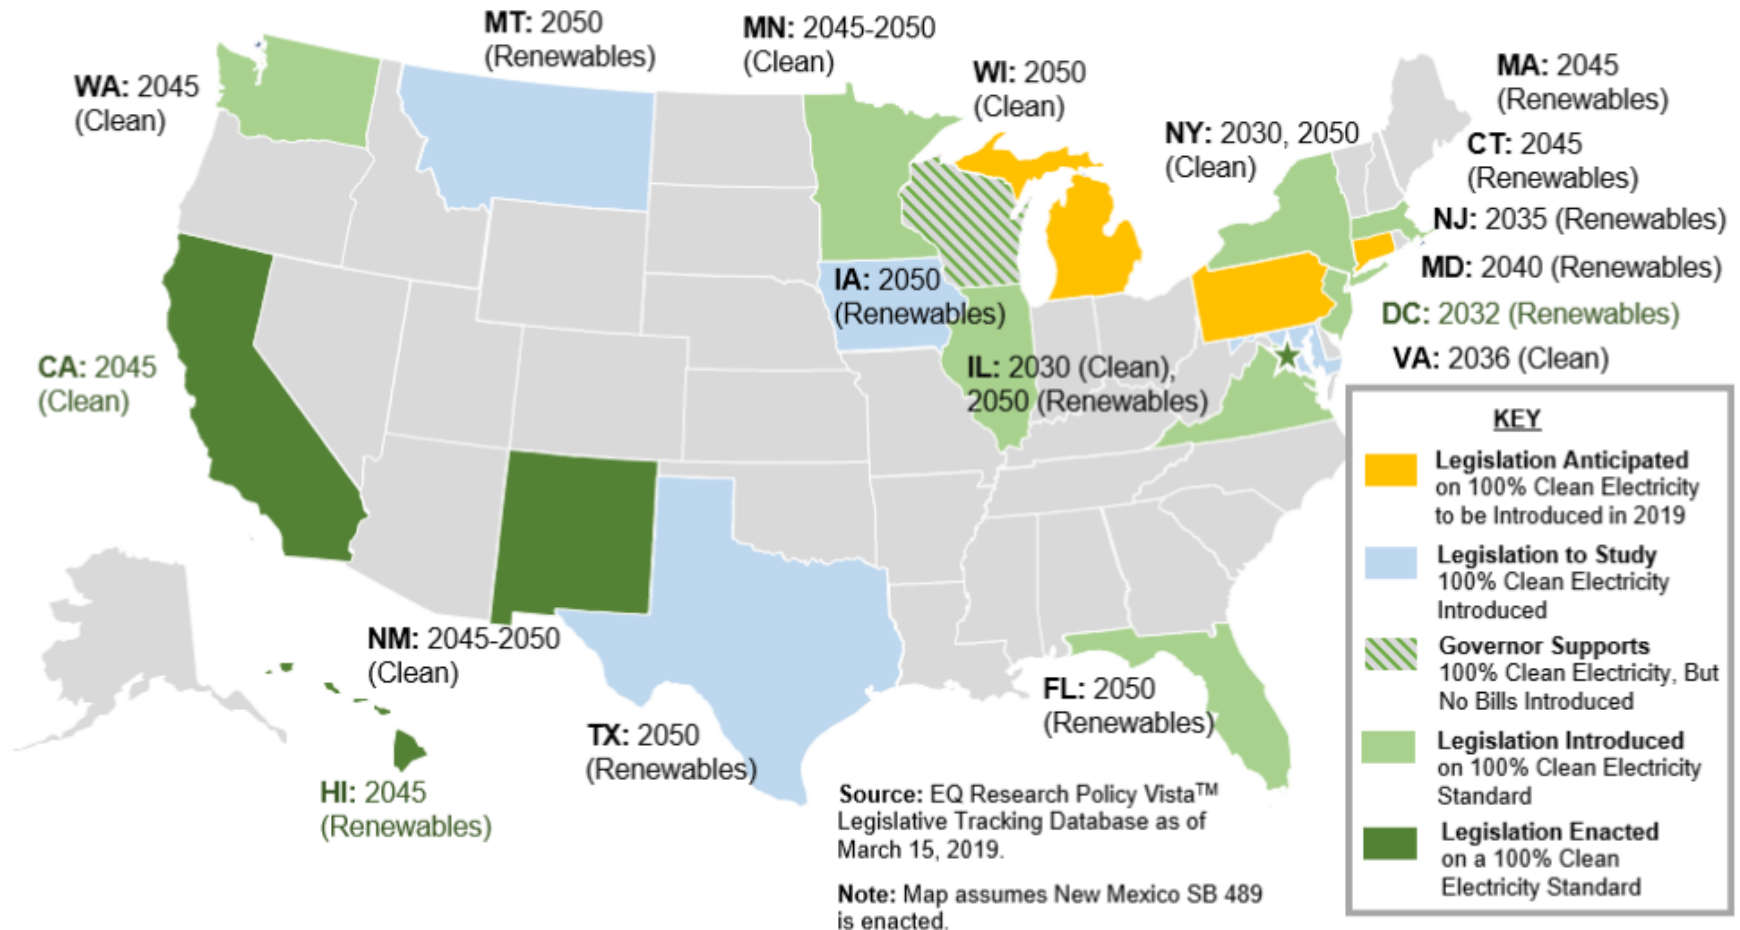 MT: 2050
(Renewables)
MN: 2045-2050
(Clean)
WI: 2050
(Clean)
MA: 2045
(Renewables)
WA: 2045
(Clean)
NY: 2030, 2050
(Clean)
CT: 2045
(Renewables)
NJ: 2035 (Renewables)
MD: 2040 (Renewables)
DC: 2032 (Renewables)
VA: 2036 (Clean)
IA: 2050
(Renewables)
IL: 2030 (Clean),
2050 (Renewables)
CA: 2045
(Clean)
NM: 2045-2050
(Clean)
HI: 2045
(Renewables)
TX: 2050
(Renewables)
FL: 2050
(Renewables)
KEY
Legislation Anticipated
on 100% Clean Electricity
to be Introduced in 2019
Legislation to Study
100% Clean Electricity
Introduced
Governor Supports
100% Clean Electricity, But
No Bills Introduced
Legislation Introduced
on 100% Clean Electricity
Standard
Legislation Enacted
on a 100% Clean
Electricity Standard
Source: EQ Research Policy Vista™
Legislative Tracking Database as of
March 15, 2019.
Note: Map assumes New Mexico SB 489
is enacted.